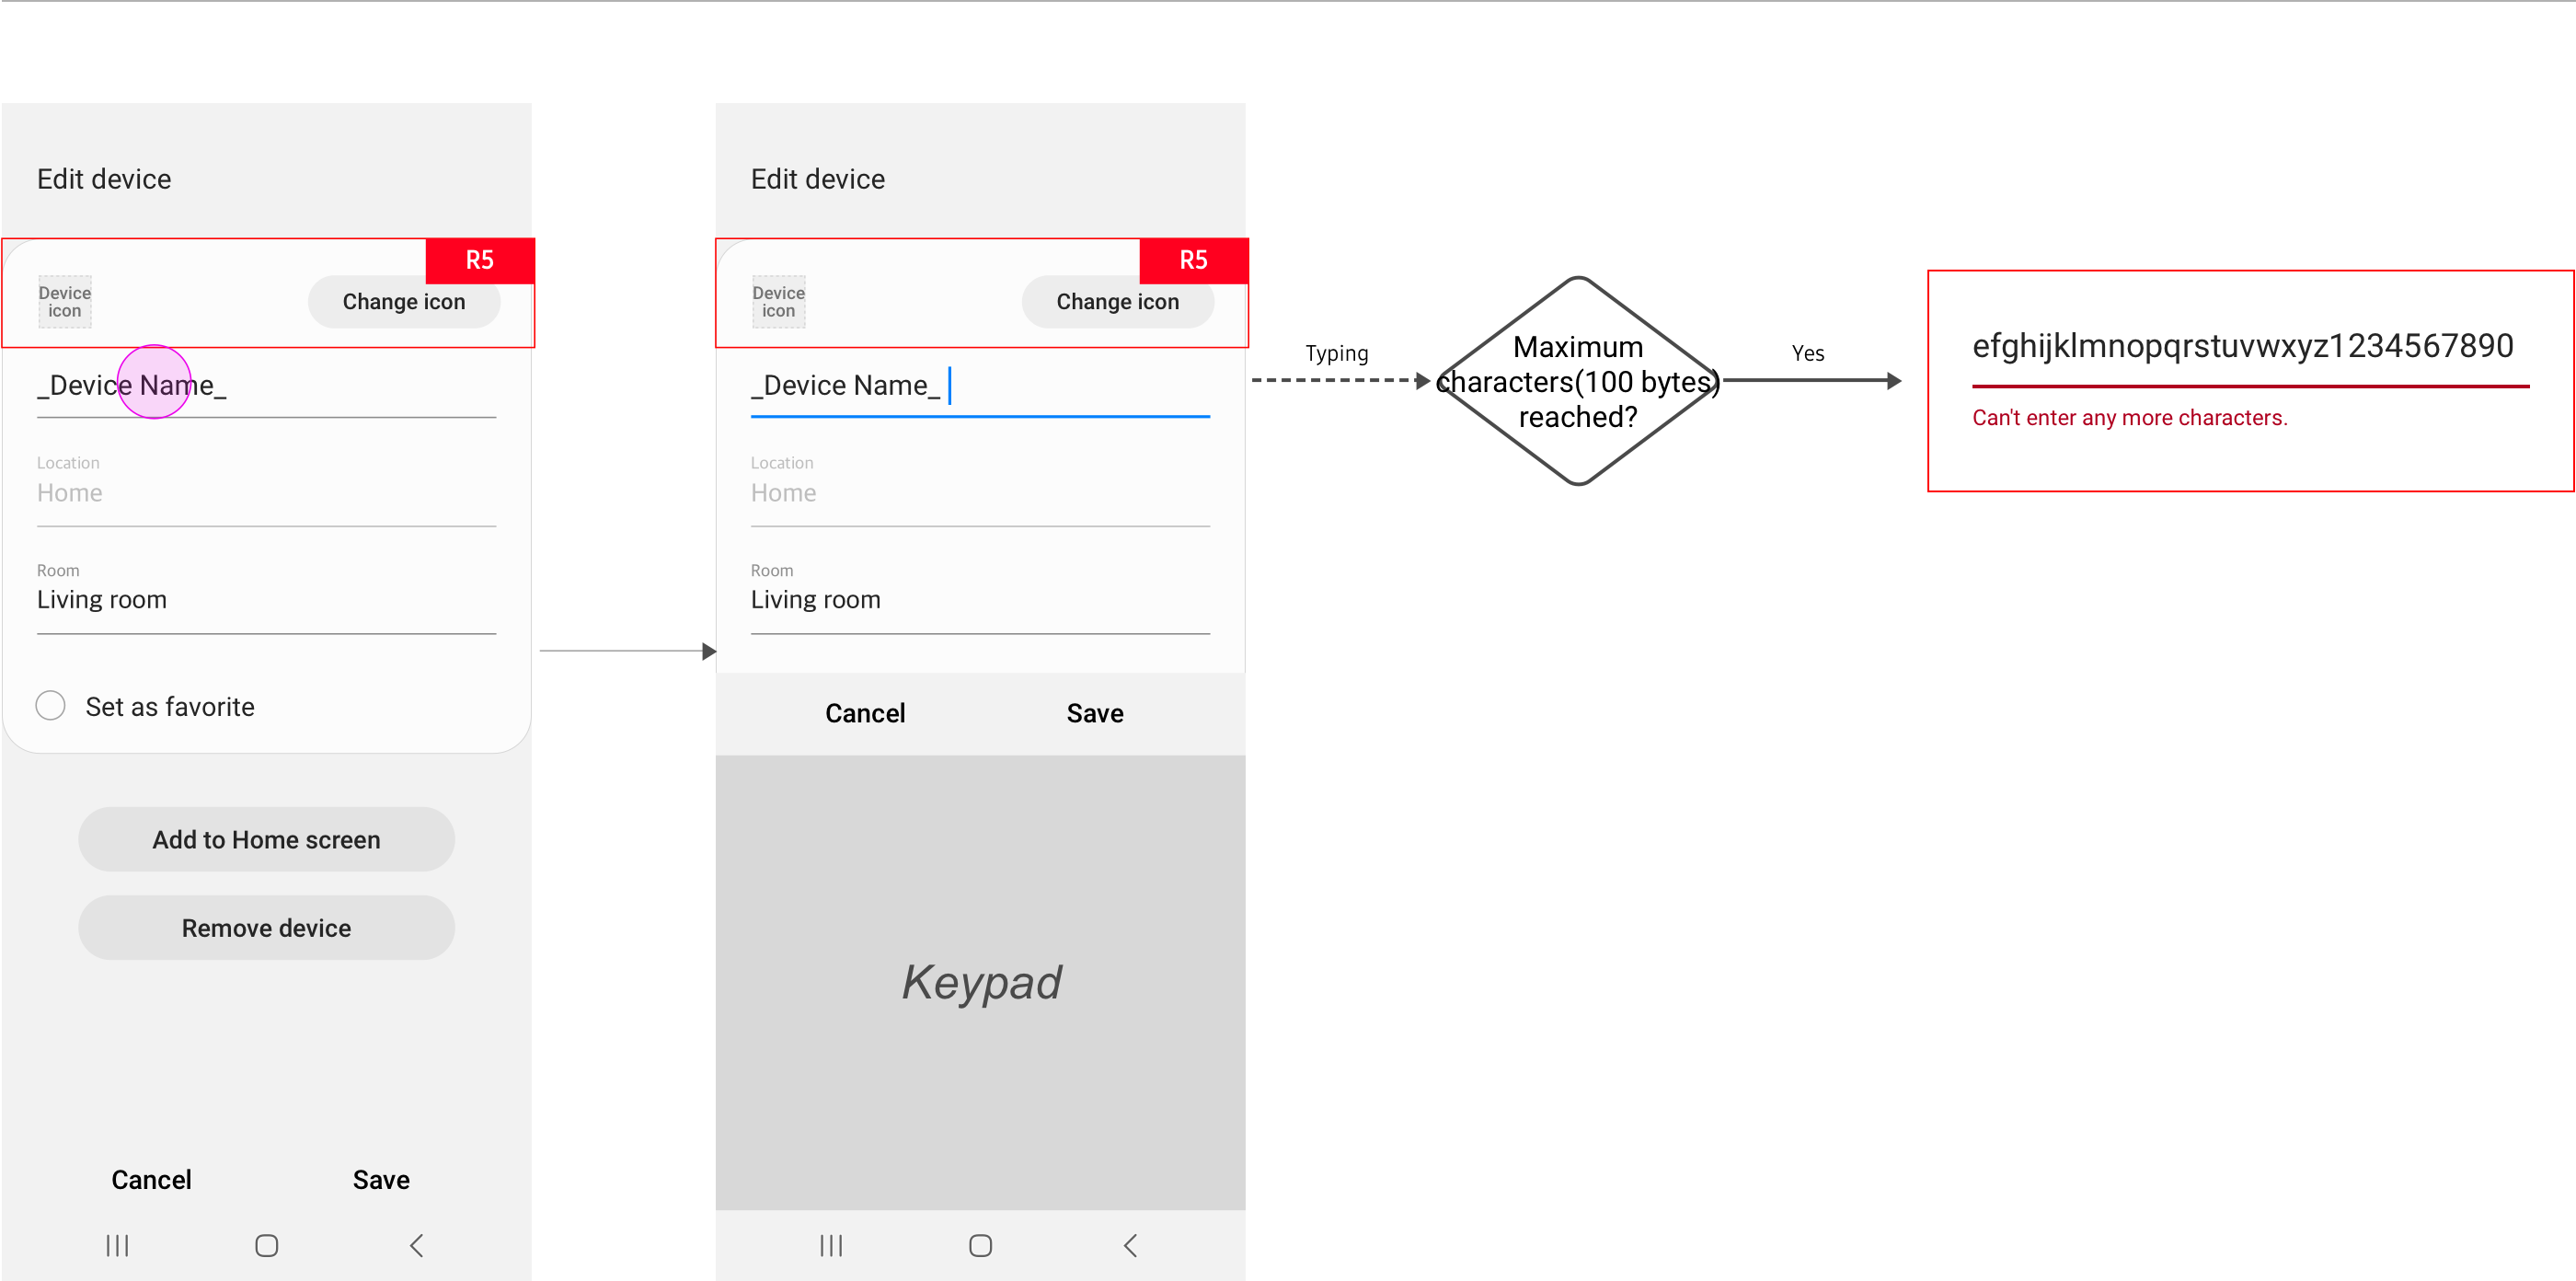 Edit device
R5
Device
icon
Change icon
_Device Name_
Location
Home
Room
Living room
Set as favorite
Add to Home screen
Remove device
Cancel
Save
Edit device
R5
Device
icon
Change icon
_Device Name_
Location
Home
Room
Living room
Cancel
Save
Keypad
Typing
Maximum
characters(100 bytes)
reached?
Yes
efghijklmnopqrstuvwxyz1234567890
Can't enter any more characters.